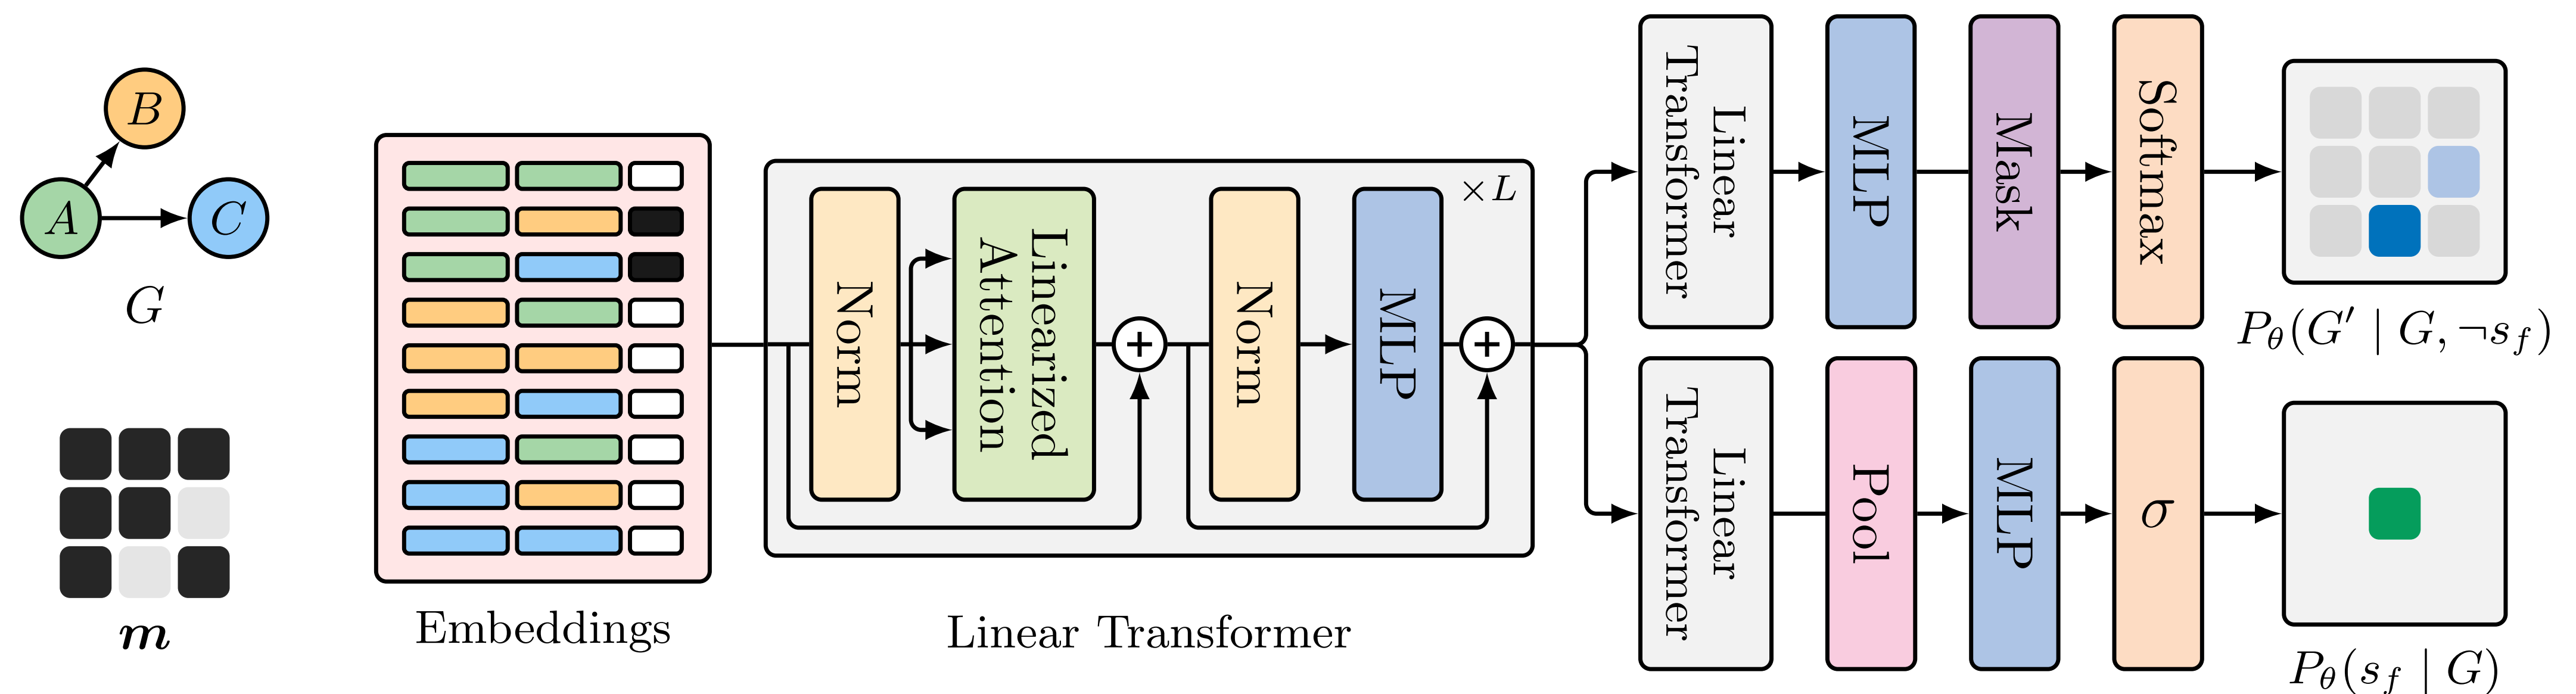 B
A
C
G
m
Embeddings
Norm
Linearized
Attention
+
Norm
MLP
+
×L
Linear Transformer
Linear
Transformer
MLP
Mask
Softmax
P_θ(G′ | G, ¬s_f)
Linear
Transformer
Pool
MLP
σ
P_θ(s_f | G)